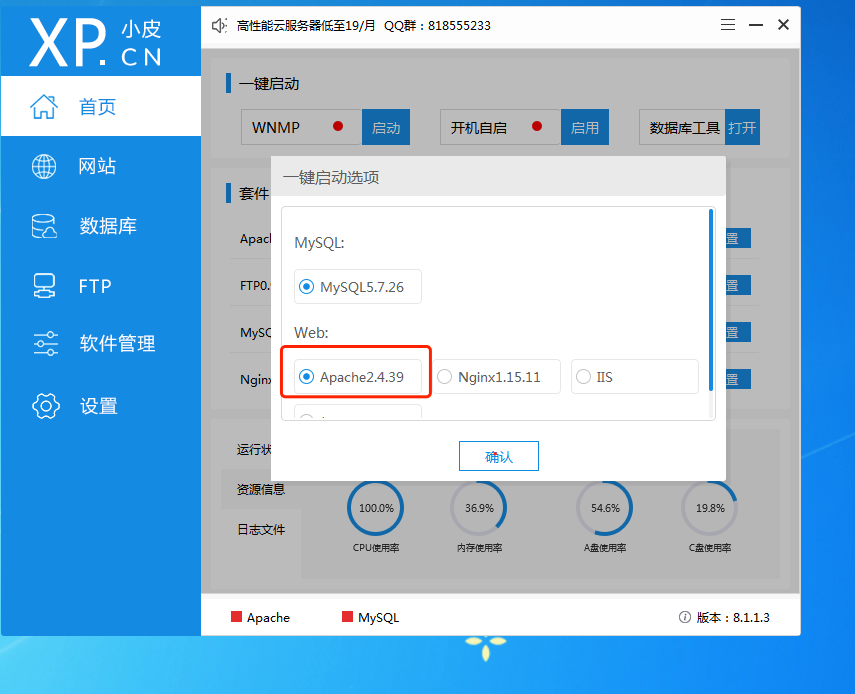 XP.CN 小皮
高性能云服务器低至19/月 QQ群：818555233
首页
网站
数据库
FTP
软件管理
设置
一键启动
WNMP 启动
开机自启 启用
数据库工具 打开
套件
Apac
FTP0.
MySC
Nginx
置
置
置
置
一键启动选项
MySQL:
MySQL5.7.26
Web:
Apache2.4.39 Nginx1.15.11 IIS
确认
运行状
资源信息
日志文件
100.0% 36.9% 54.6% 19.8%
CPU使用率 内存使用率 A盘使用率 C盘使用率
Apache MySQL 版本：8.1.1.3